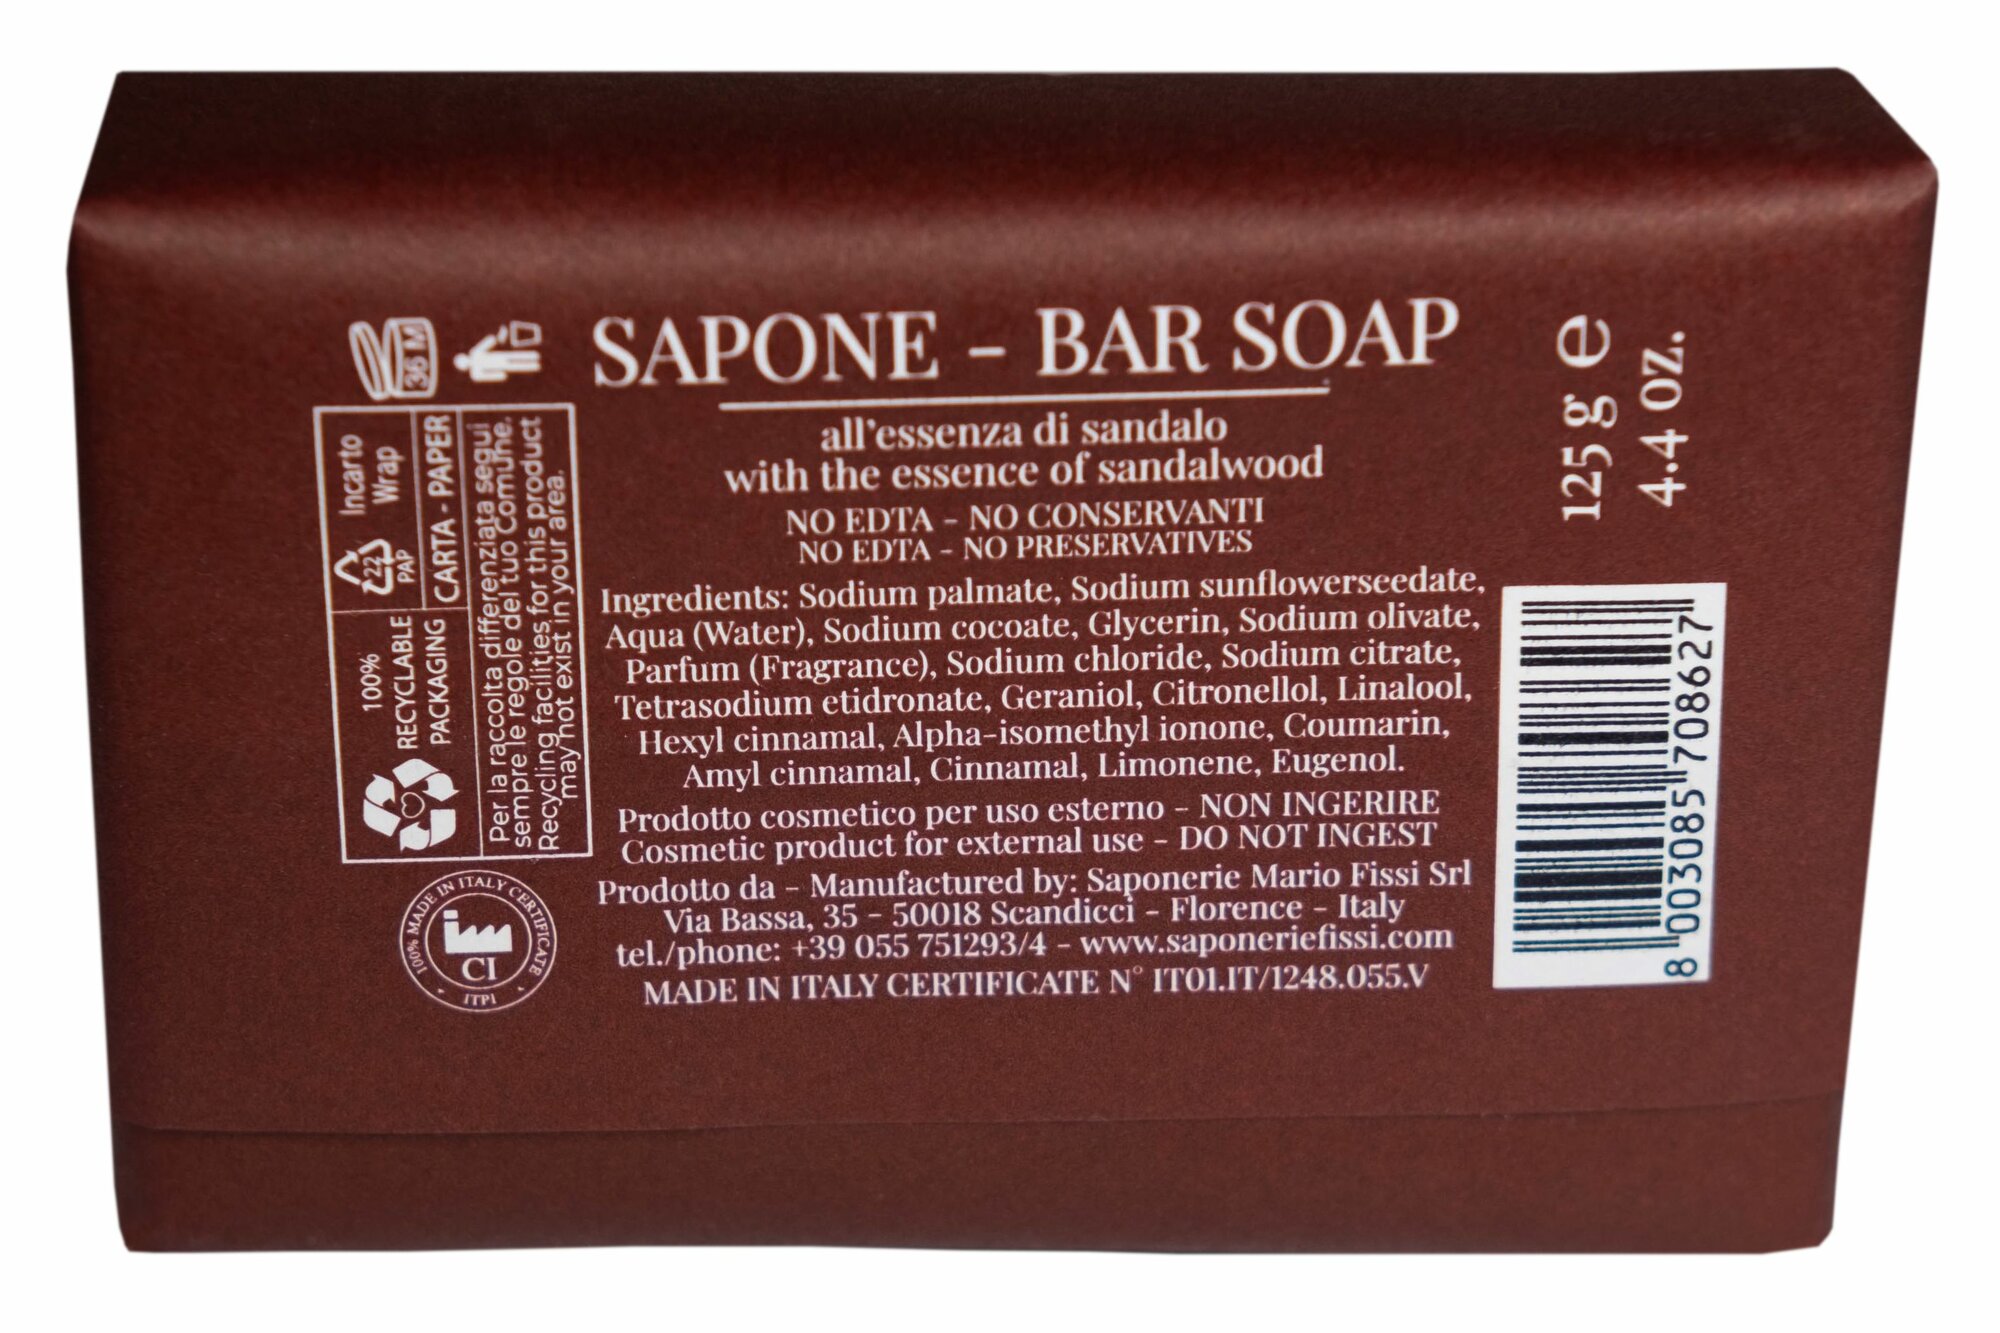 SAPONE - BAR SOAP
all'essenza di sandalo
with the essence of sandalwood
NO EDTA - NO CONSERVANTI
NO EDTA - NO PRESERVATIVES
Ingredients: Sodium palmate, Sodium sunflowerseedate,
Aqua (Water), Sodium cocoate, Glycerin, Sodium olivate,
Parfum (Fragrance), Sodium chloride, Sodium citrate,
Tetrasodium etidronate, Geraniol, Citronellol, Linalool,
Hexyl cinnamal, Alpha-isomethyl ionone, Coumarin,
Amyl cinnamal, Cinnamal, Limonene, Eugenol.
Prodotto cosmetico per uso esterno - NON INGERIRE
Cosmetic product for external use - DO NOT INGEST
Prodotto da - Manufactured by: Saponerie Mario Fissi Srl
Via Bassa, 35 - 50018 Scandicci - Florence - Italy
tel./phone: +39 055 751293/4 - www.saponeriefissi.com
MADE IN ITALY CERTIFICATE N° IT01.IT/1248.055.V
36 M
100%
RECYCLABLE
PACKAGING
22
PAP
Incarto
Wrap
CARTA - PAPER
Per la raccolta differenziata segui
sempre le regole del tuo Comune.
Recycling facilities for this product
may not exist in your area.
100% MADE IN ITALY CERTIFICATE
CI
ITPI
125 g e
4.4 oz.
8 003085 708627